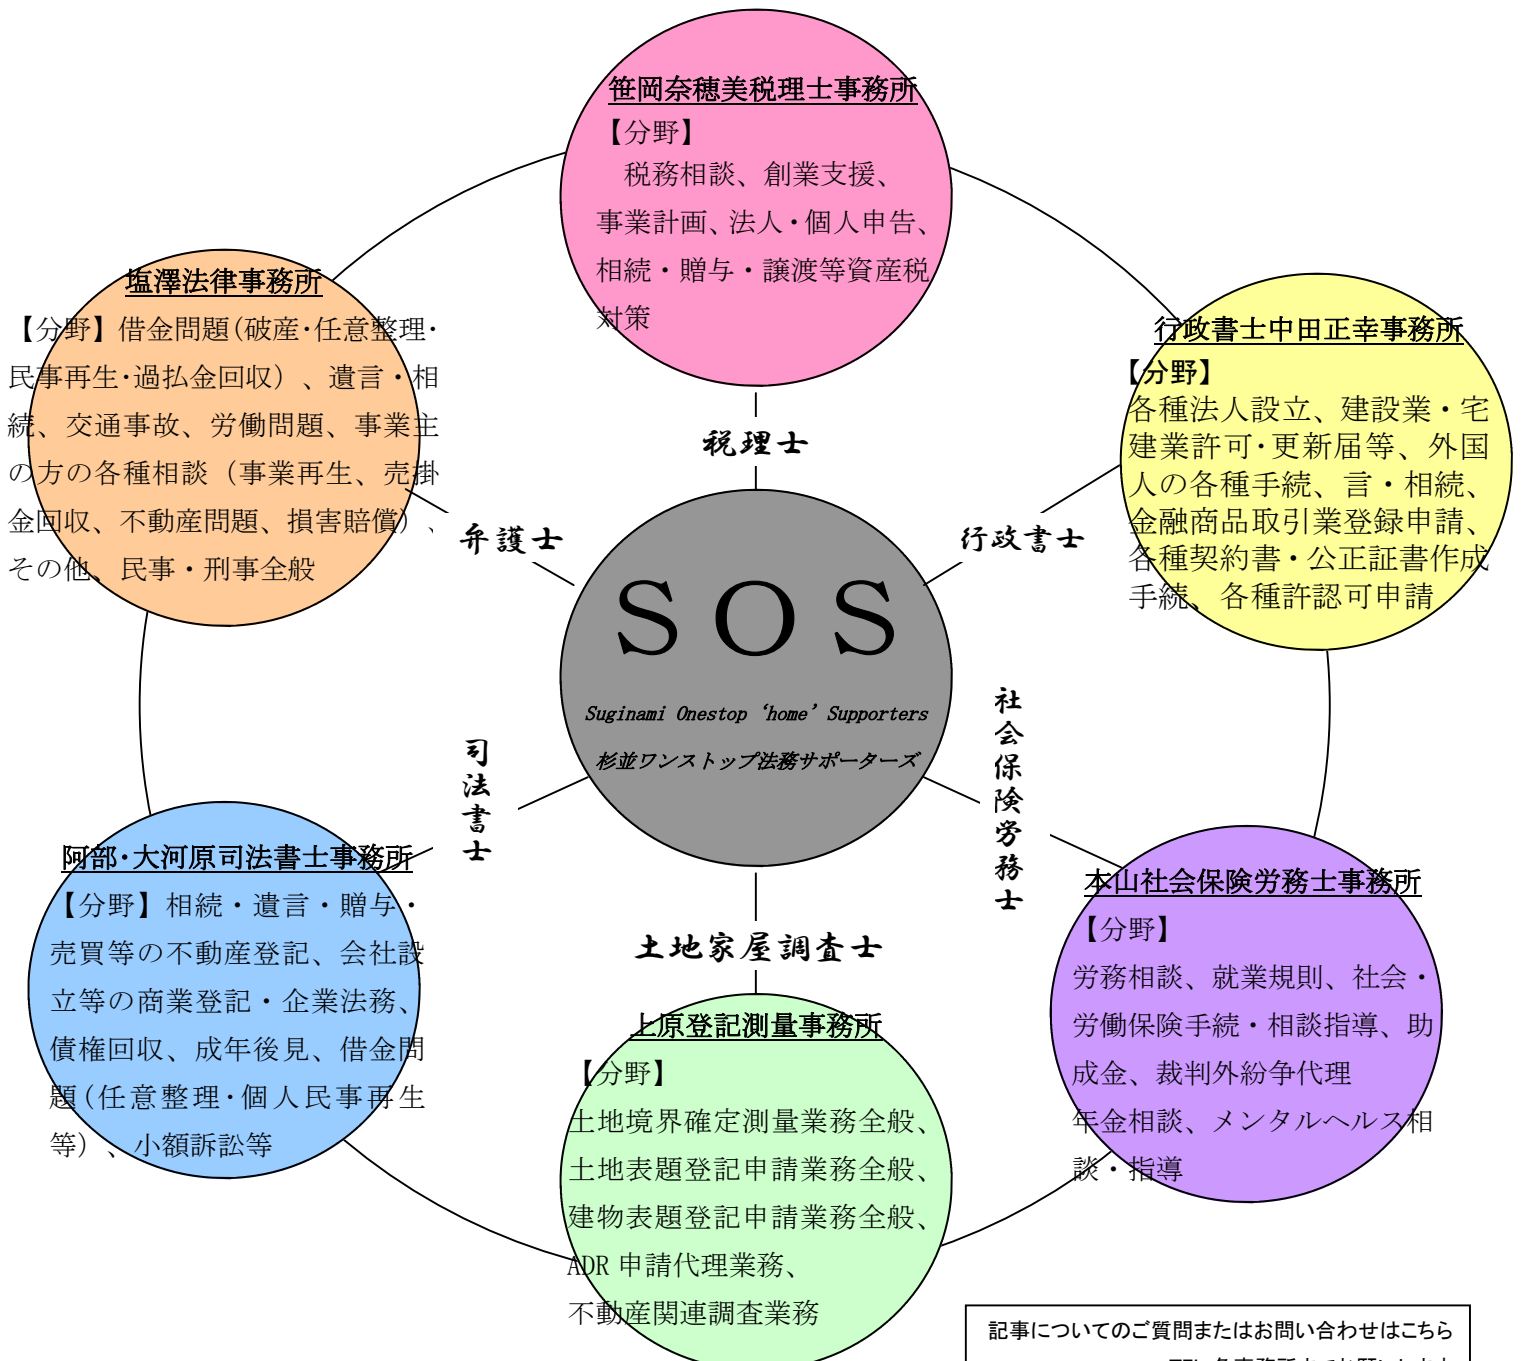 笹岡奈穂美税理士事務所
【分野】
税務相談、創業支援、
事業計画、法人・個人申告、
相続・贈与・譲渡等資産税
対策
塩澤法律事務所
【分野】借金問題(破産・任意整理・
民事再生・過払金回収）、遺言・相
続、交通事故、労働問題、事業主
の方の各種相談（事業再生、売掛
金回収、不動産問題、損害賠償）、
その他、民事・刑事全般
行政書士中田正幸事務所
【分野】
各種法人設立、建設業・宅
建業許可・更新届等、外国
人の各種手続、言・相続、
金融商品取引業登録申請、
各種契約書・公正証書作成
手続、各種許認可申請
税理士
弁護士
行政書士
ＳＯＳ
Suginami Onestop ‘home’ Supporters
杉並ワンストップ法務サポーターズ
司法書士
社会保険労務士
土地家屋調査士
阿部・大河原司法書士事務所
【分野】相続・遺言・贈与・
売買等の不動産登記、会社設
立等の商業登記・企業法務、
債権回収、成年後見、借金問
題(任意整理・個人民事再生
等）、小額訴訟等
上原登記測量事務所
【分野】
土地境界確定測量業務全般、
土地表題登記申請業務全般、
建物表題登記申請業務全般、
ADR 申請代理業務、
不動産関連調査業務
本山社会保険労務士事務所
【分野】
労務相談、就業規則、社会・
労働保険手続・相談指導、助
成金、裁判外紛争代理
年金相談、メンタルヘルス相
談・指導
記事についてのご質問またはお問い合わせはこちら